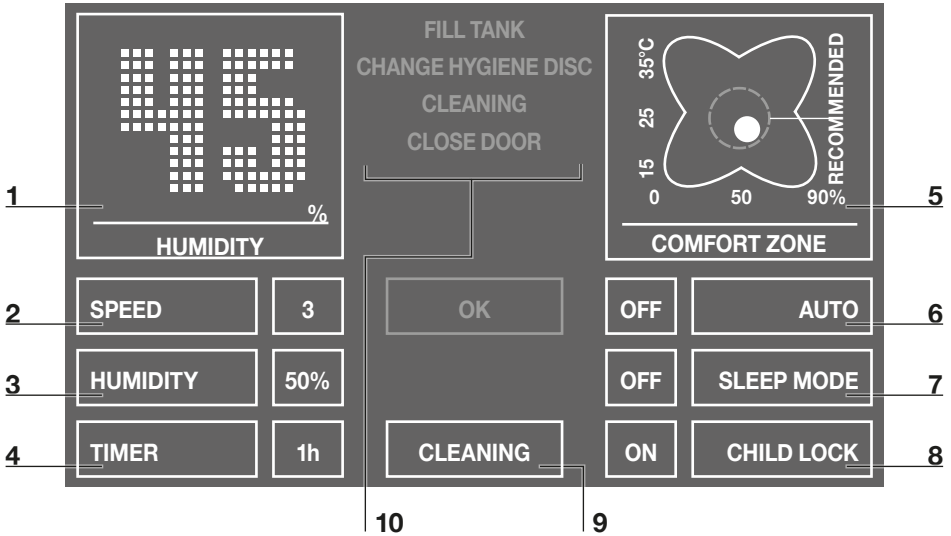 45
%
HUMIDITY
FILL TANK
CHANGE HYGIENE DISC
CLEANING
CLOSE DOOR
35°C
25
15
0 50 90%
RECOMMENDED
COMFORT ZONE
1
5
2 SPEED 3 OK OFF AUTO 6
3 HUMIDITY 50% OFF SLEEP MODE 7
4 TIMER 1h CLEANING ON CHILD LOCK 8
10 9